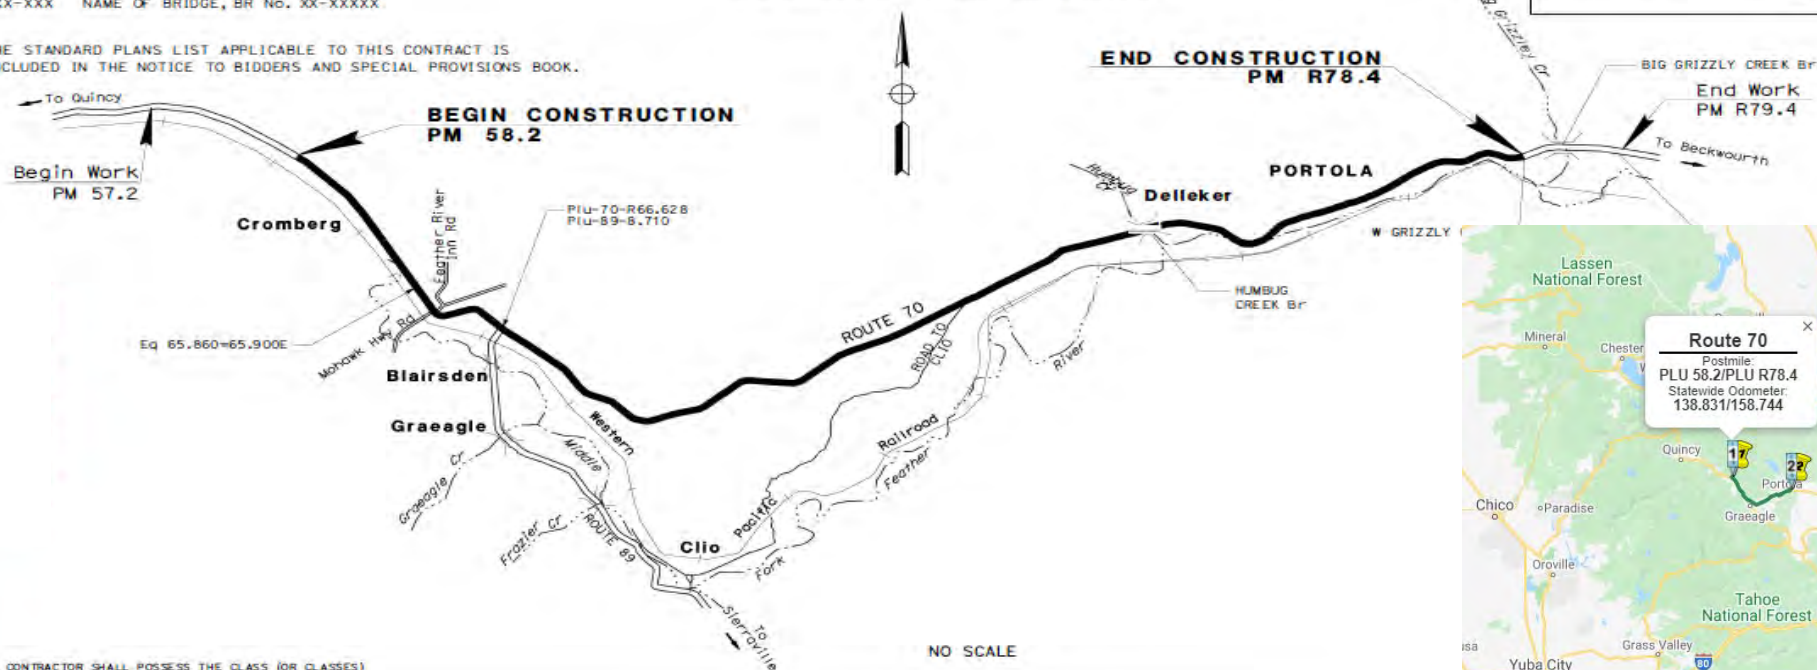 XX-XXX NAME OF BRIDGE, BR No. XX-XXXXX
STANDARD PLANS LIST APPLICABLE TO THIS CONTRACT IS
INCLUDED IN THE NOTICE TO BIDDERS AND SPECIAL PROVISIONS BOOK.
To Quincy
BEGIN CONSTRUCTION
PM 58.2
Begin Work
PM 57.2
Cromberg
Feather River
Inn Rd
Plu-70-R66.628
Plu-89-8.710
Eq 65.860=65.900E
Mohawk Hwy Rd
Blairsden
Graeagle
Graeagle Cr
Frazier Cr
Middle
Western
ROUTE 89
Clio
Pacific
Fork
To
Sierraville
ROUTE 70
ROAD TO
CLIO
Railroad
Feather
River
Humbug
Cr
Delleker
HUMBUG
CREEK Br
PORTOLA
END CONSTRUCTION
PM R78.4
Grizzley Cr
BIG GRIZZLY CREEK Br
End Work
PM R79.4
To Beckwourth
W GRIZZLY
NO SCALE
CONTRACTOR SHALL POSSESS THE CLASS (OR CLASSES)
Lassen
National Forest
Mineral
Chester
Route 70
Postmile:
PLU 58.2/PLU R78.4
Statewide Odometer:
138.831/158.744
Quincy
1
2
Portola
Graeagle
Chico
Paradise
Oroville
Tahoe
National Forest
Grass Valley
Yuba City
80